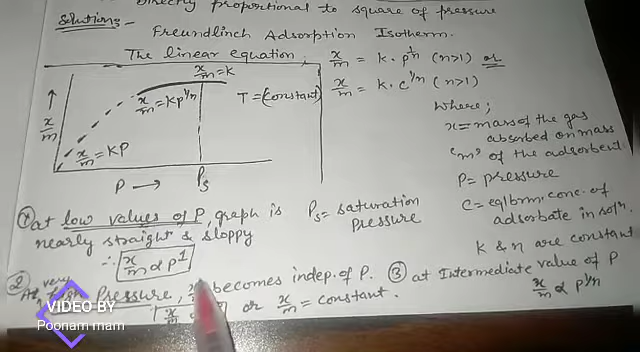 Directly proportional to square of pressure
Solutions -
Freundlinch Adsorption Isotherm.
The linear equation, x/m = k. p^1/n (n>1) or
x/m = k. c^1/n (n>1)
x/m = k
x/m = kp^1/n
T = (constant)
x/m
x/m = KP
P → Ps
Ps = saturation pressure
where;
x = mass of the gas
absorbed on mass
'm' of the adsorbent
P = pressure
C = eqlbrm. conc. of
adsorbate in soln.
k & n are constant
① at low values of P, graph is
nearly straight & sloppy
∴ x/m ∝ p^1
② At very high Pressure, becomes indep. of P.
x/m or x/m = constant.
③ at Intermediate value of P
x/m ∝ p^1/n
VIDEO BY
Poonam mam